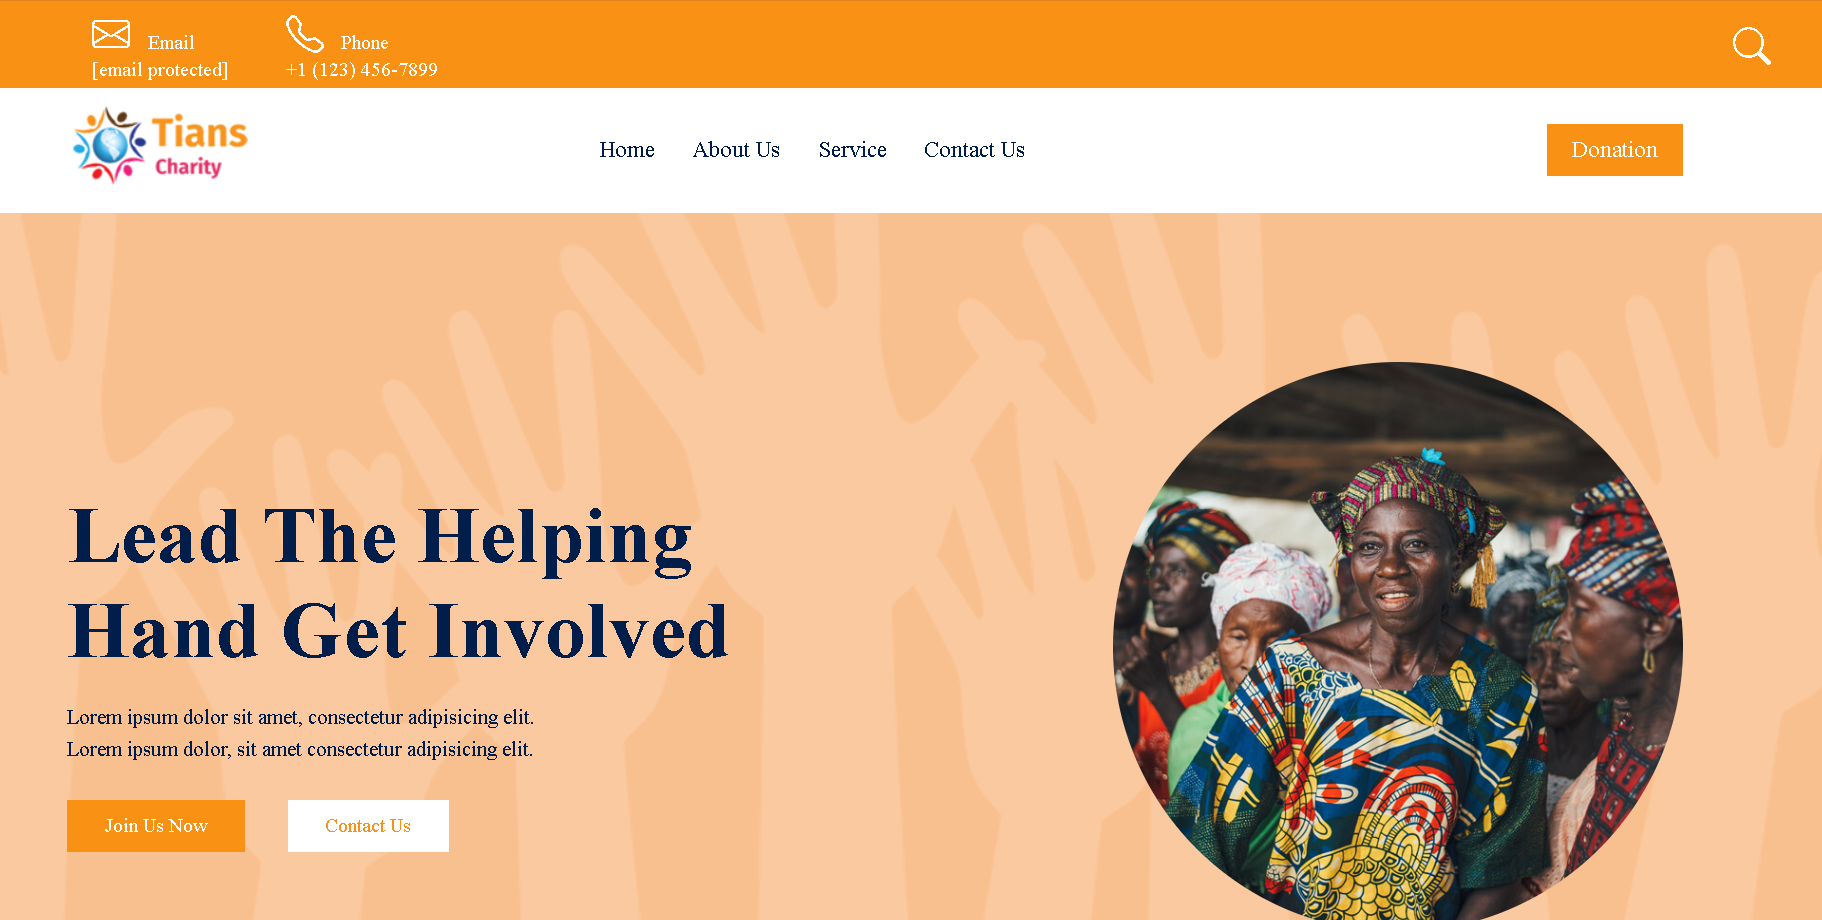 Email
[email protected]
Phone
+1 (123) 456-7899
Tians
Charity
Home
About Us
Service
Contact Us
Donation
Lead The Helping
Hand Get Involved
Lorem ipsum dolor sit amet, consectetur adipisicing elit.
Lorem ipsum dolor, sit amet consectetur adipisicing elit.
Join Us Now
Contact Us